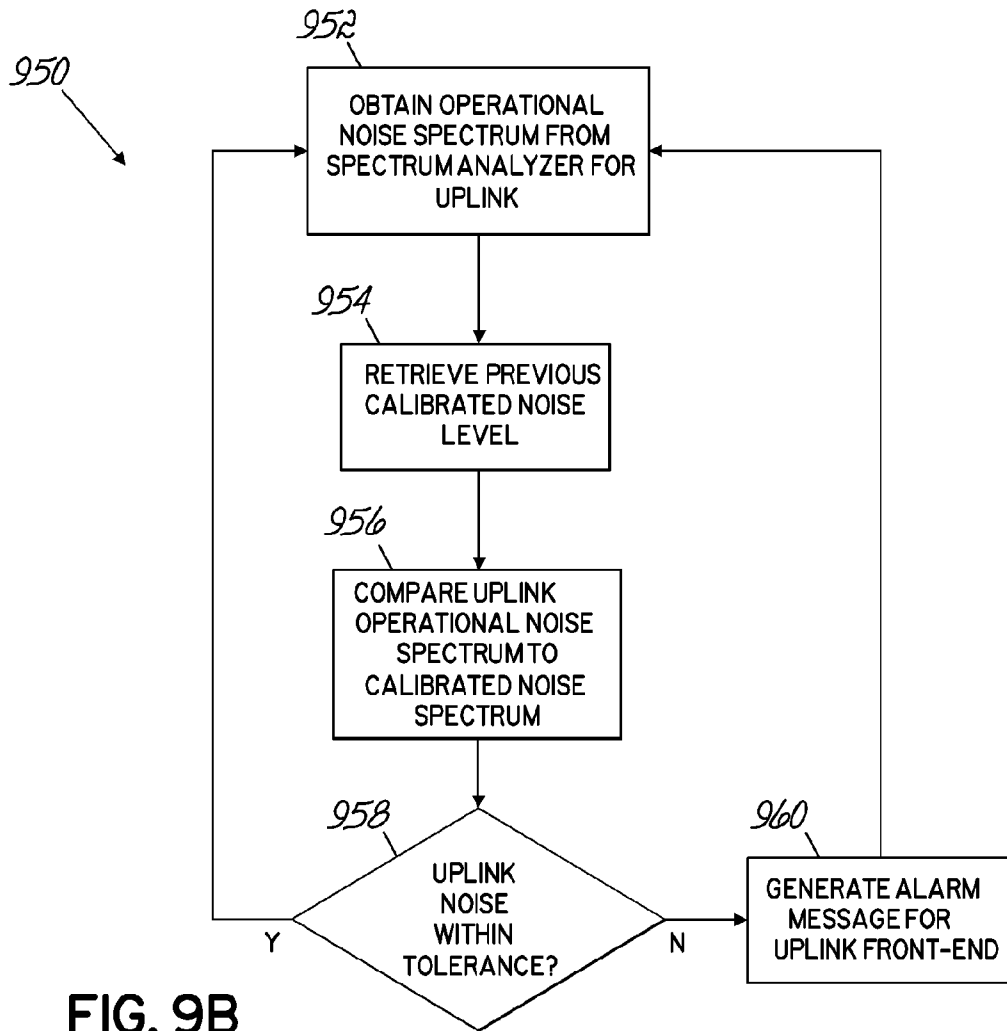 950
952
OBTAIN OPERATIONAL
NOISE SPECTRUM FROM
SPECTRUM ANALYZER FOR
UPLINK
954
RETRIEVE PREVIOUS
CALIBRATED NOISE
LEVEL
956
COMPARE UPLINK
OPERATIONAL NOISE
SPECTRUM TO
CALIBRATED NOISE
SPECTRUM
958
UPLINK
NOISE
WITHIN
TOLERANCE?
Y
N
960
GENERATE ALARM
MESSAGE FOR
UPLINK FRONT-END
FIG. 9B